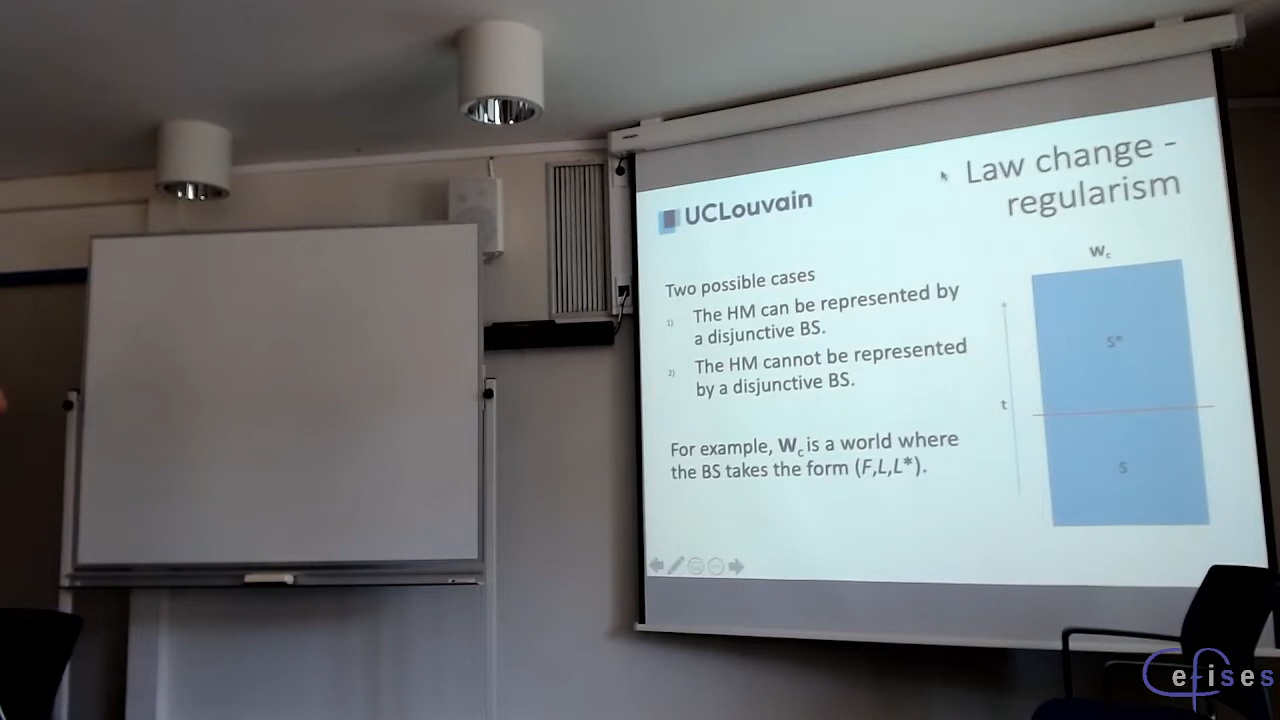 Law change -
regularism
UCLouvain
Two possible cases
1) The HM can be represented by
a disjunctive BS.
2) The HM cannot be represented
by a disjunctive BS.
For example, Wc is a world where
the BS takes the form (F,L,L*).
Wc
S*
t
S
Cefises